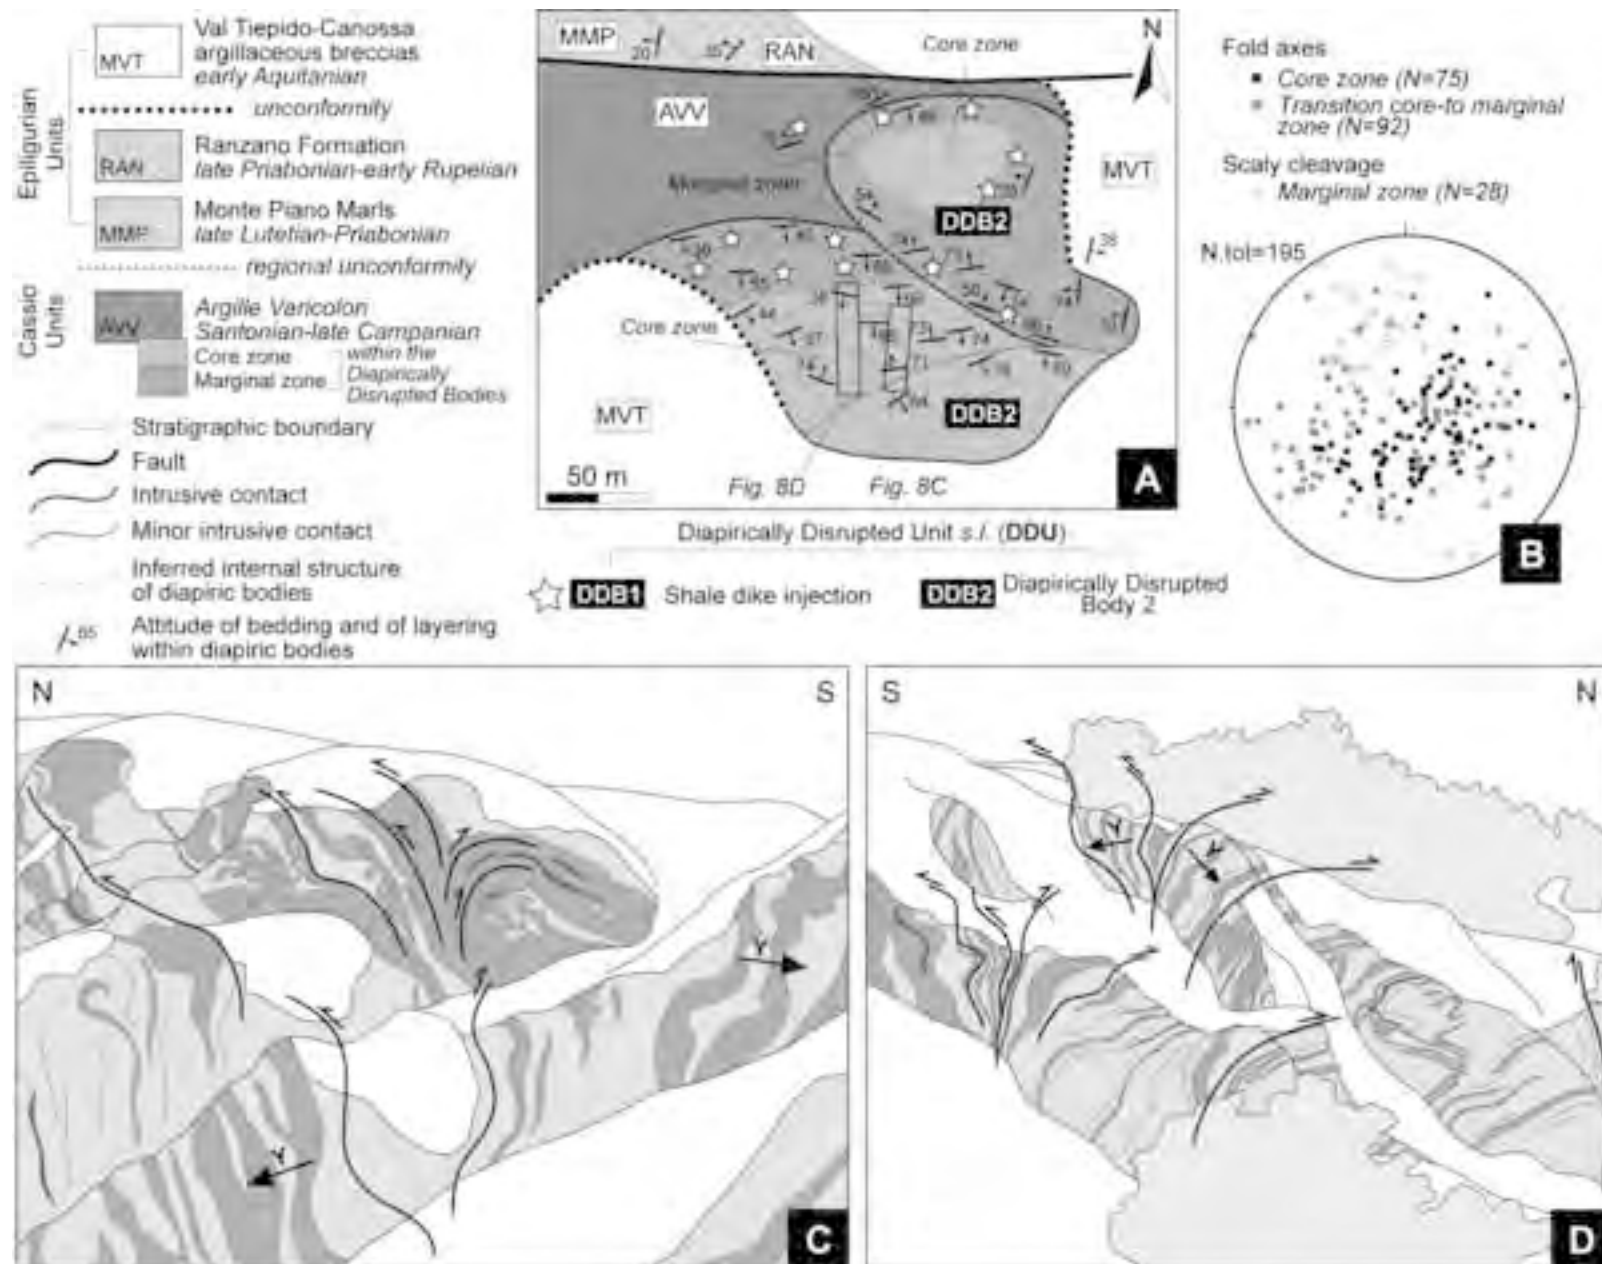 MVT
Val Tiepido-Canossa
argillaceous breccias
early Aquitanian
unconformity
Epiligurian
Units
RAN
Ranzano Formation
late Priabonian-early Rupelian
MMP
Monte Piano Marls
late Lutetian-Priabonian
regional unconformity
Cassio
Units
AVV
Argille Varicolori
Santonian-late Campanian
Core zone
Marginal zone
within the
Diapirically
Disrupted Bodies
Stratigraphic boundary
Fault
Intrusive contact
Minor intrusive contact
Inferred internal structure
of diapiric bodies
65
Attitude of bedding and of layering
within diapiric bodies
MMP
20
RAN
Core zone
N
AVV
MVT
Marginal zone
DDB2
Core zone
MVT
DDB2
50 m
Fig. 8D
Fig. 8C
A
Diapirically Disrupted Unit s.l. (DDU)
DDB1 Shale dike injection
DDB2 Diapirically Disrupted
Body 2
Fold axes
Core zone (N=75)
Transition core-to marginal
zone (N=92)
Scaly cleavage
Marginal zone (N=28)
N.tot=195
B
N
S
Y
Y
C
S
N
Y
Y
D